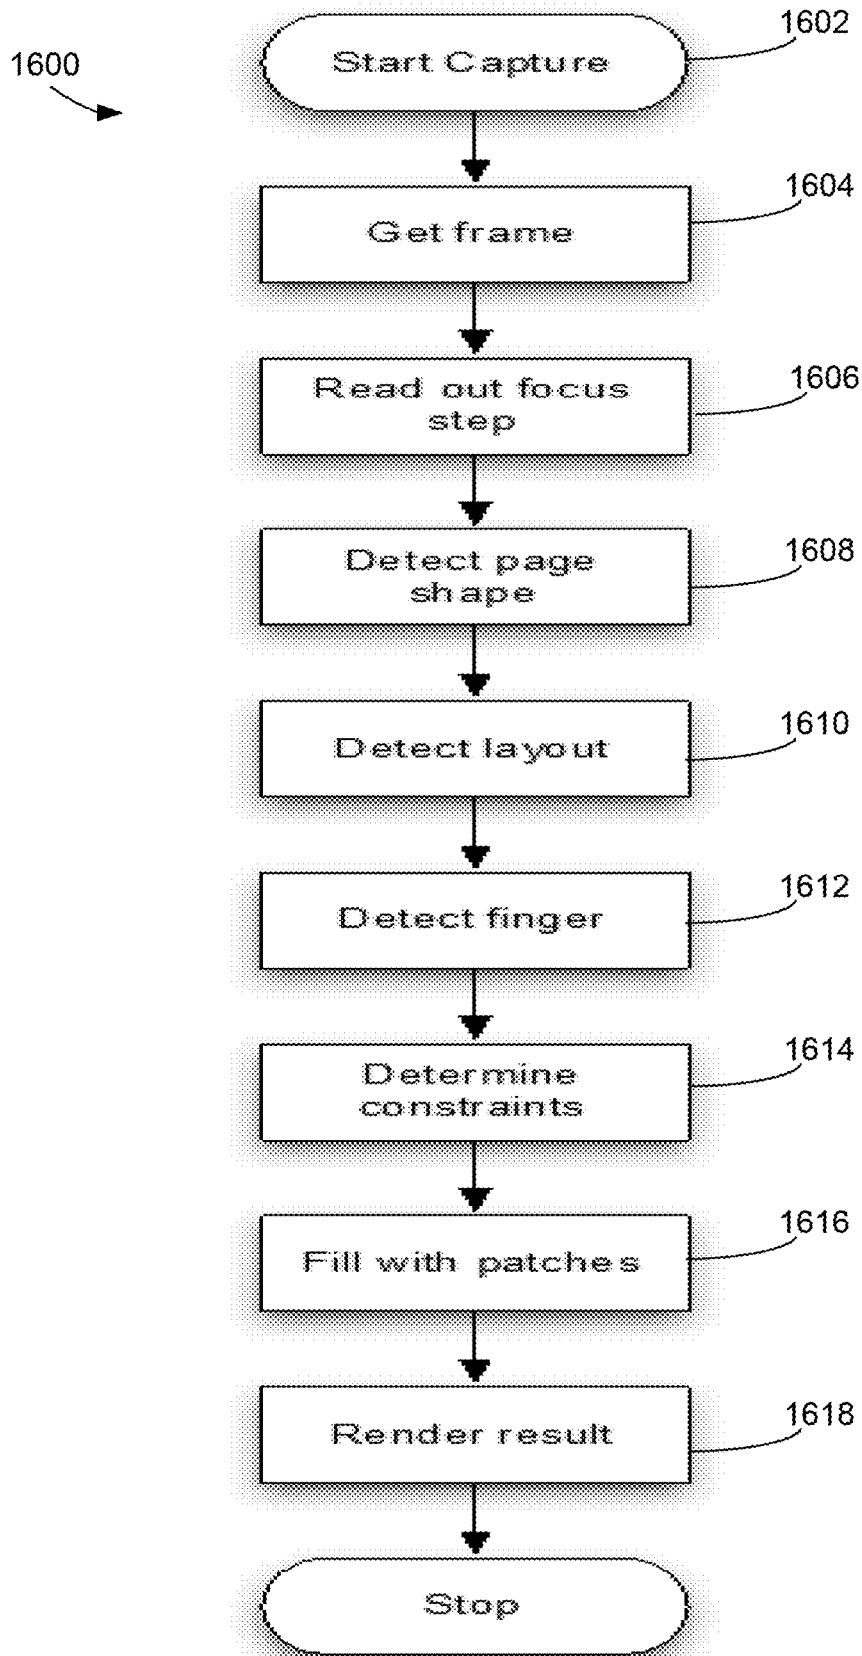 1600
Start Capture
1602
Get frame
1604
Read out focus
step
1606
Detect page
shape
1608
Detect layout
1610
Detect finger
1612
Determine
constraints
1614
Fill with patches
1616
Render result
1618
Stop